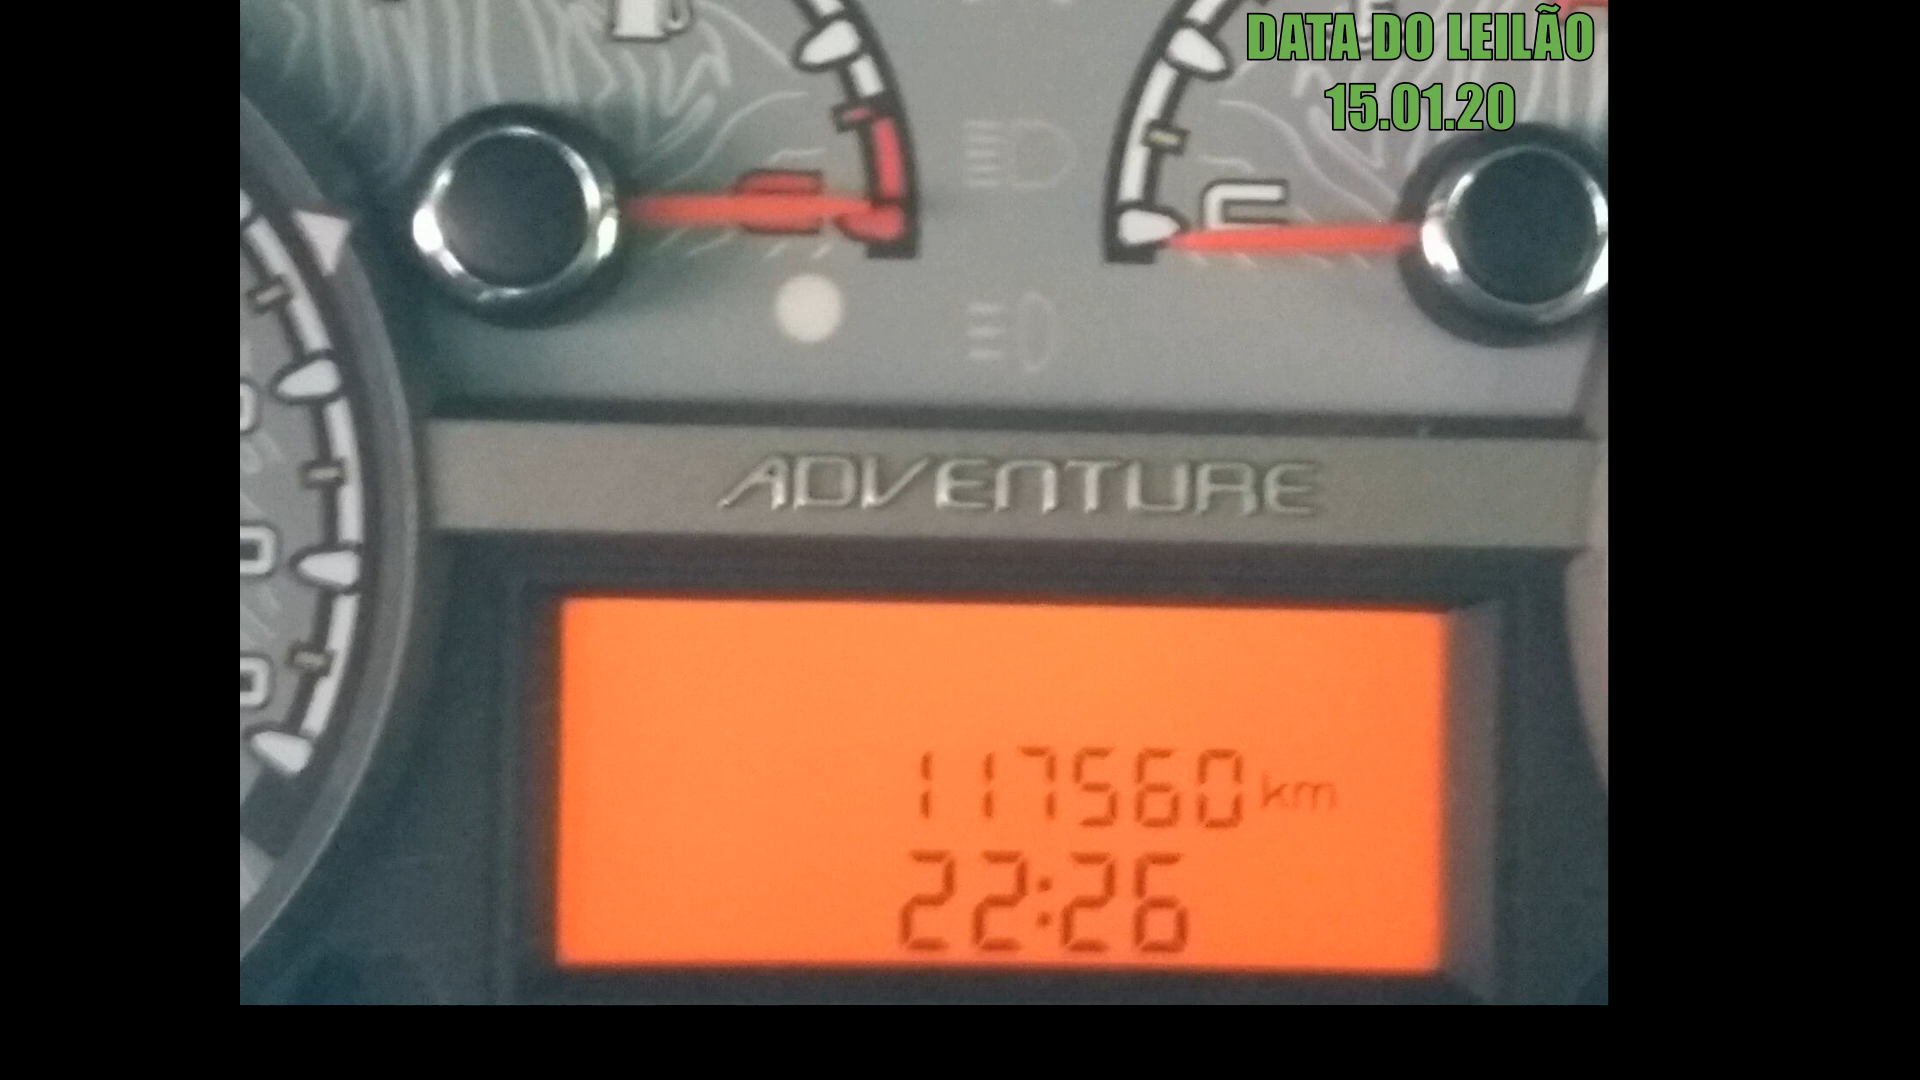 DATA DO LEILÃO
15.01.20
C
ADVENTURE
117560 km
22:26